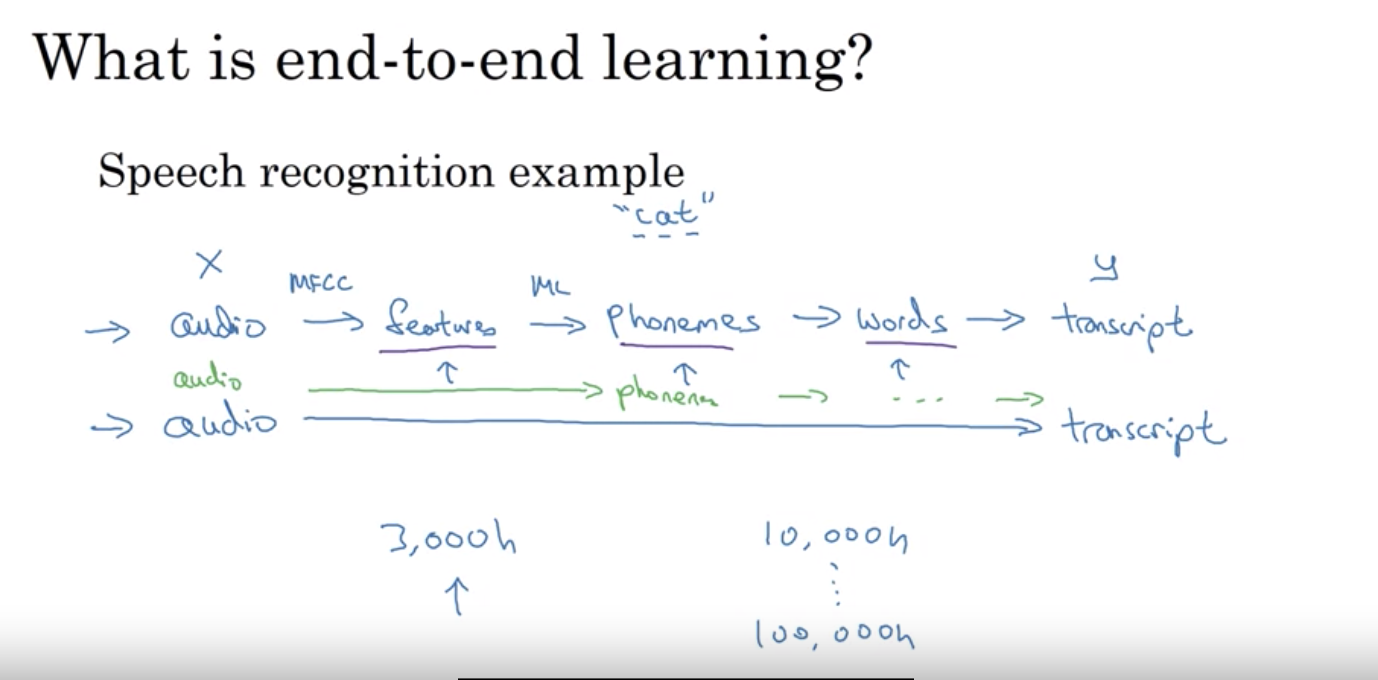 What is end-to-end learning?
Speech recognition example
"cat"
X MFCC ML y
→ audio → features → phonemes → words → transcript
↑ ↑ ↑
audio → phonemes → ... →
→ audio → transcript
3,000h 10,000h
↑ ⋮
100,000h